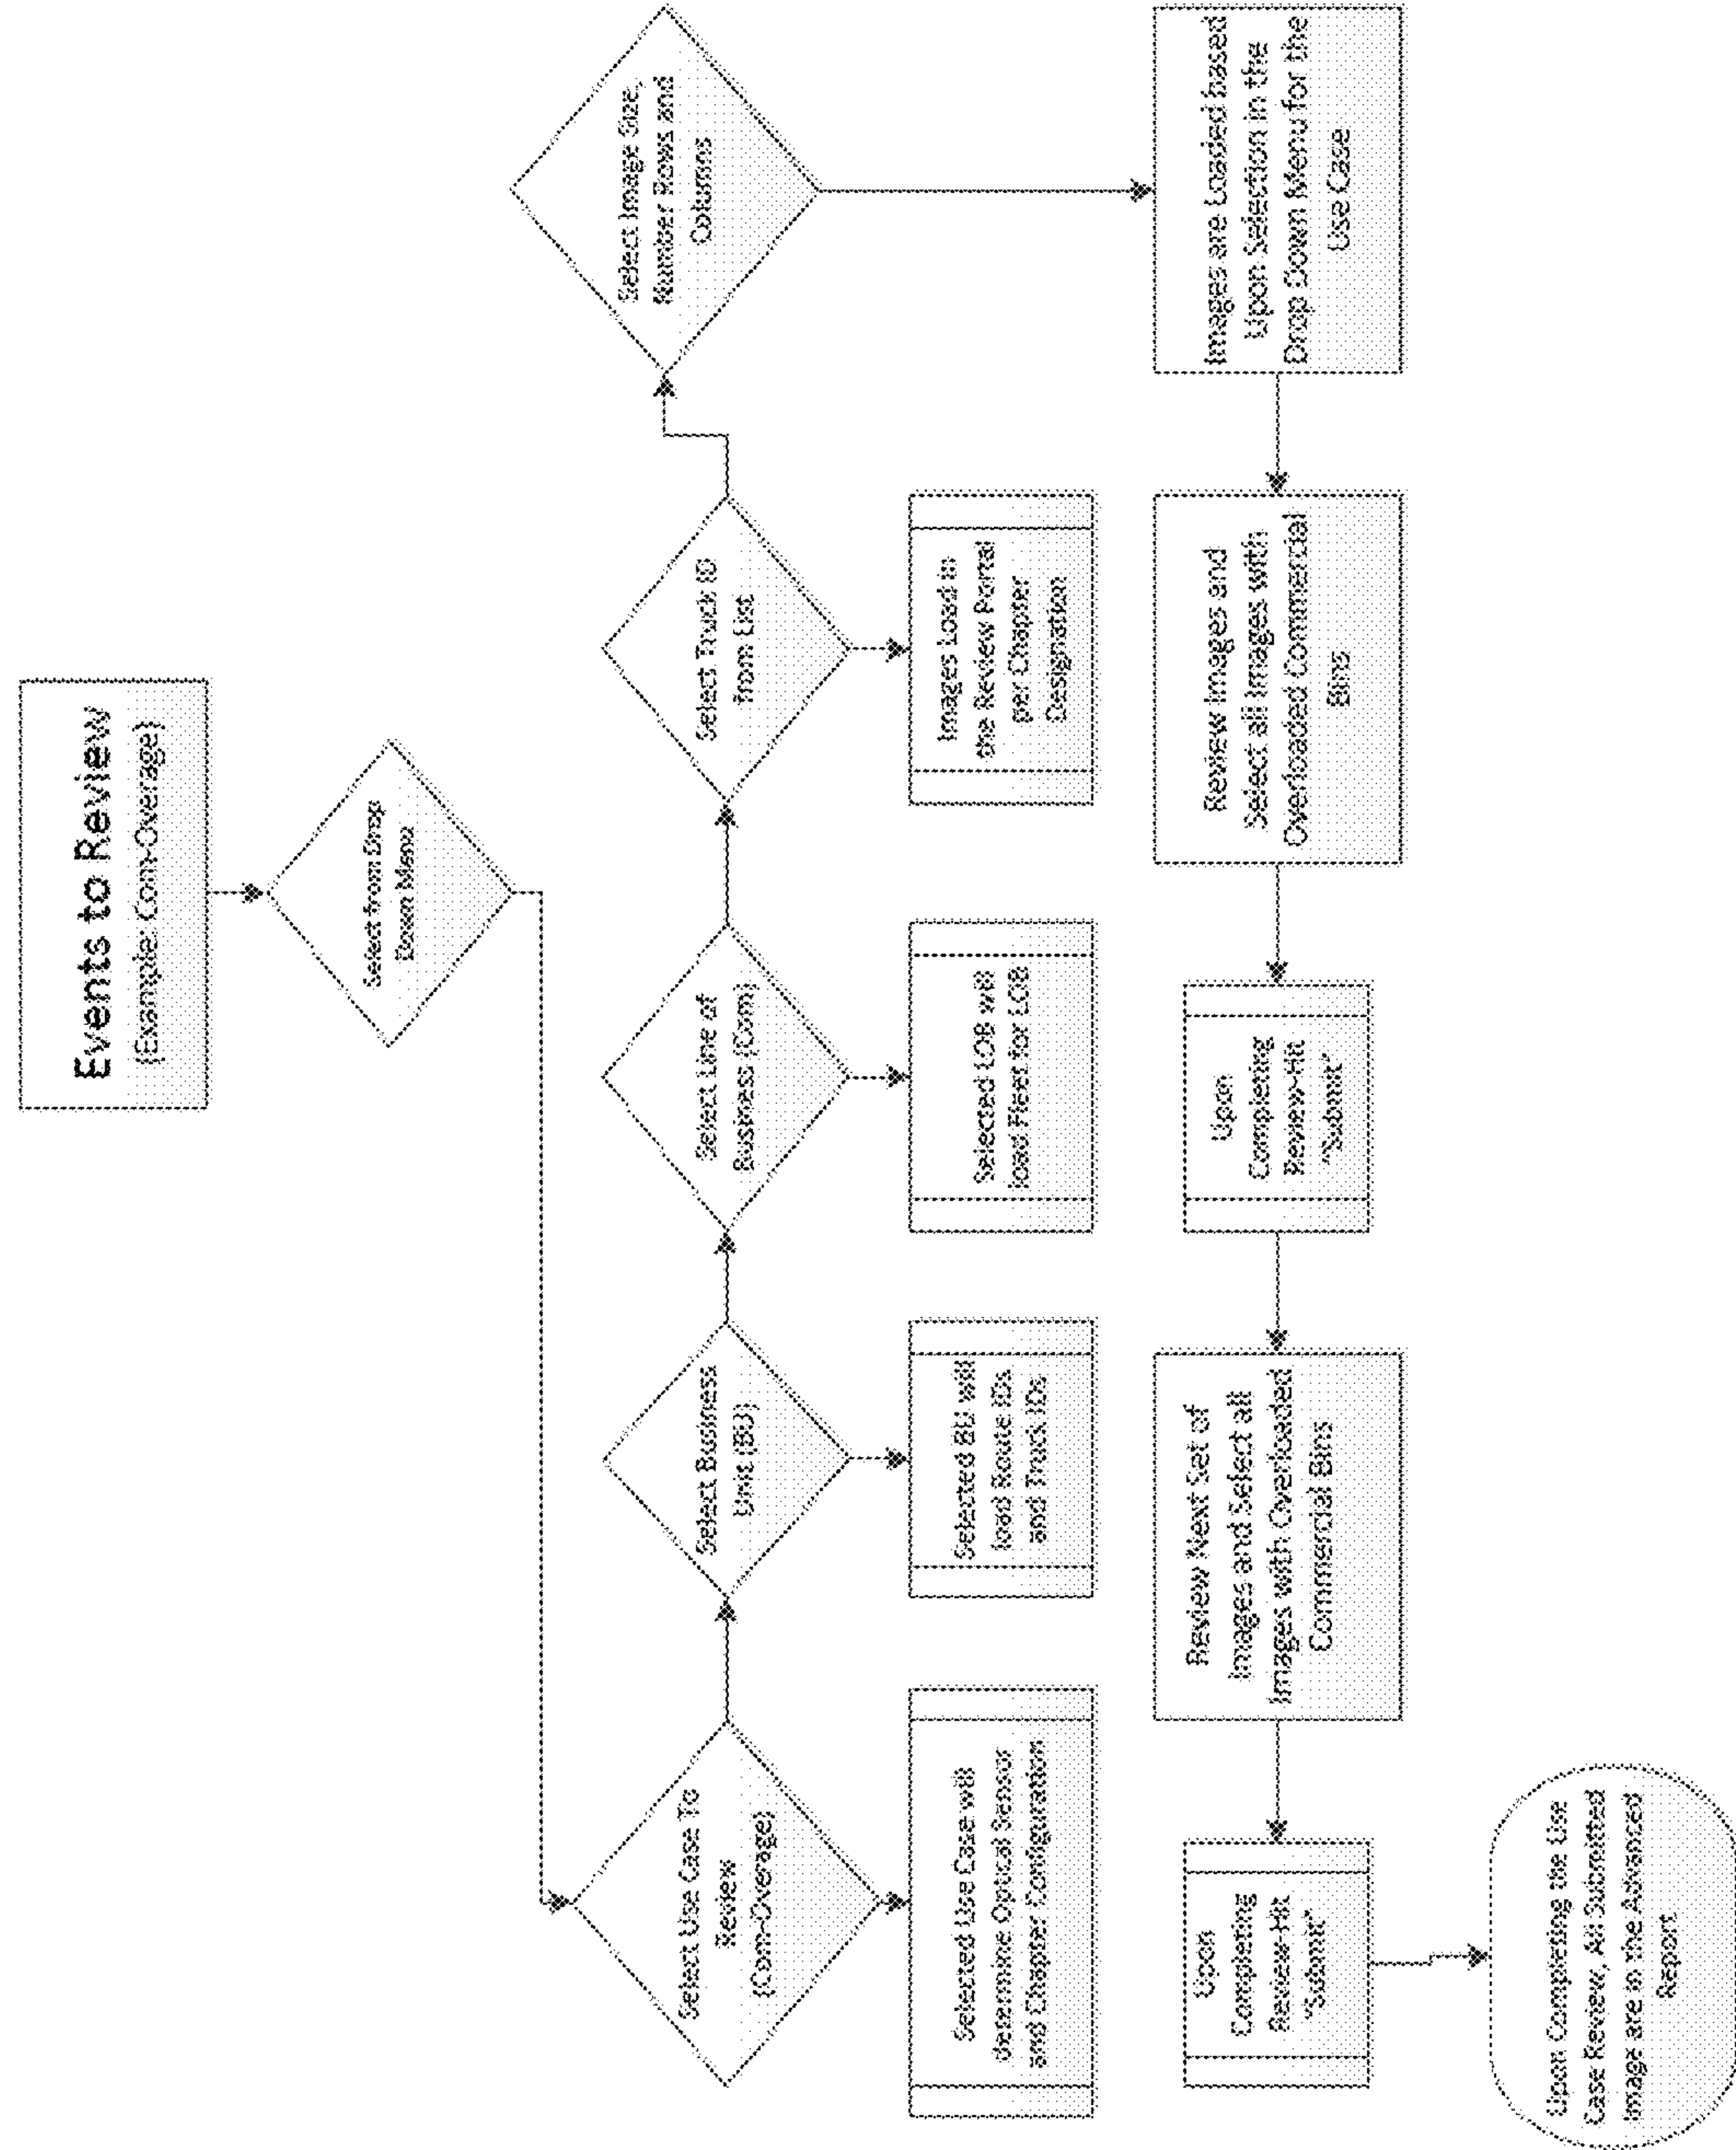 Events to Review
(Example: Com-Overage)
Select from Drop
Down Menu
Select Use Case To
Review
(Com-Overage)
Selected Use Case will
determine Optical Sensor
and Chapter Configuration
Select Business
Unit (BU)
Selected BU will
load Route IDs
and Truck IDs
Select Line of
Business (Com)
Selected LOB will
load Fleet for LOB
Select Truck ID
from List
Images Load in
the Review Portal
per Chapter
Designation
Select Image Size,
Number Rows and
Columns
Images are Loaded based
Upon Selection in the
Drop Down Menu for the
Use Case
Review Images and
Select all Images with
Overloaded Commercial
Bins
Upon
Completing
Review-Hit
"Submit"
Review Next Set of
Images and Select all
Images with Overloaded
Commercial Bins
Upon
Completing
Review-Hit
"Submit"
Upon Completing the Use
Case Review, All Submitted
Image are in the Advanced
Report